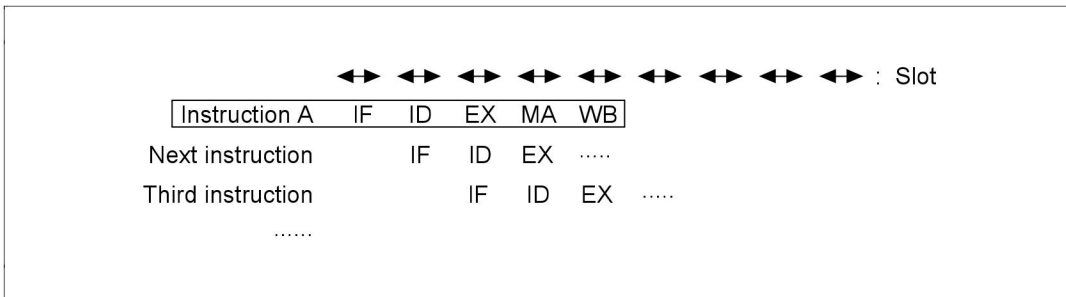 : Slot
Instruction A IF ID EX MA WB
Next instruction IF ID EX .....
Third instruction IF ID EX .....
......